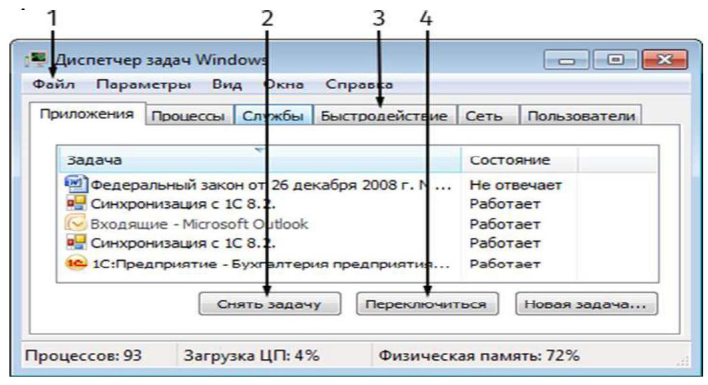 1 2 3 4
Диспетчер задач Windows
Файл Параметры Вид Окна Справка
Приложения Процессы Службы Быстродействие Сеть Пользователи
Задача Состояние
Федеральный закон от 26 декабря 2008 г. N ... Не отвечает
Синхронизация с 1С 8.2. Работает
Входящие - Microsoft Outlook Работает
Синхронизация с 1С 8.2. Работает
1С:Предприятие - Бухгалтерия предприятия... Работает
Снять задачу Переключиться Новая задача...
Процессов: 93 Загрузка ЦП: 4% Физическая память: 72%